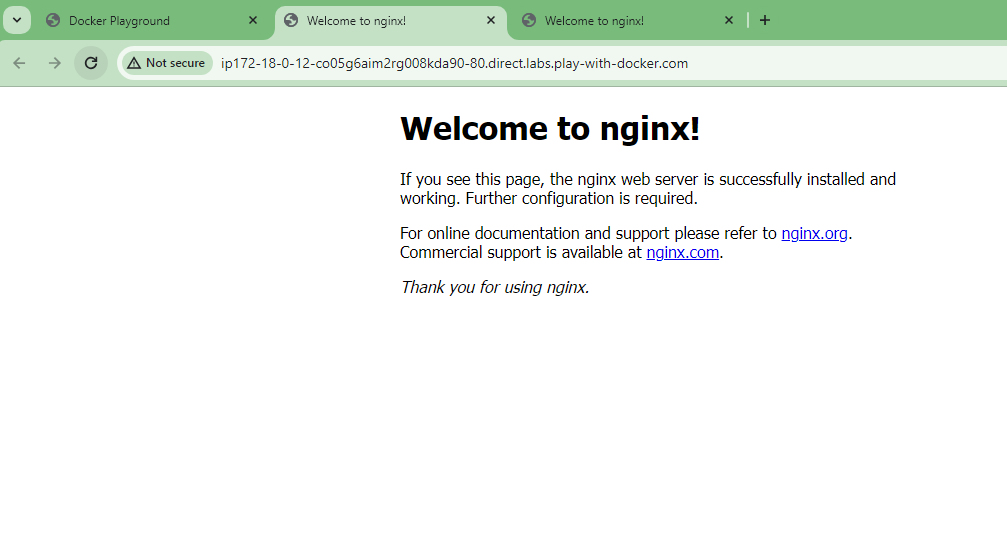 Docker Playground
Welcome to nginx!
Welcome to nginx!
Not secure
ip172-18-0-12-co05g6aim2rg008kda90-80.direct.labs.play-with-docker.com
Welcome to nginx!
If you see this page, the nginx web server is successfully installed and
working. Further configuration is required.
For online documentation and support please refer to nginx.org.
Commercial support is available at nginx.com.
Thank you for using nginx.